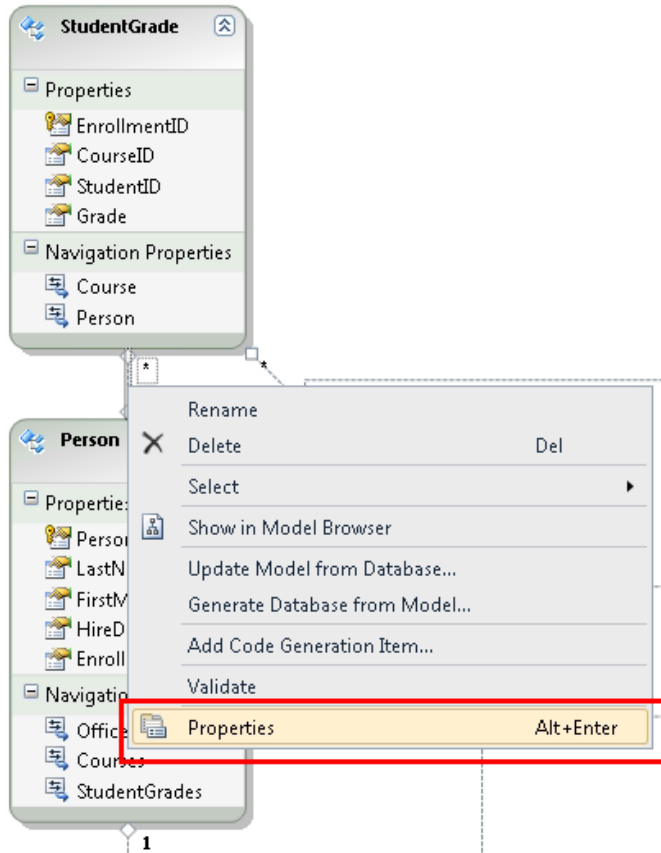 StudentGrade
Properties
EnrollmentID
CourseID
StudentID
Grade
Navigation Properties
Course
Person
*
*
Rename
Person
Delete Del
Select
Properties
Show in Model Browser
Update Model from Database...
Generate Database from Model...
Add Code Generation Item...
Validate
Properties Alt+Enter
Courses
StudentGrades
1